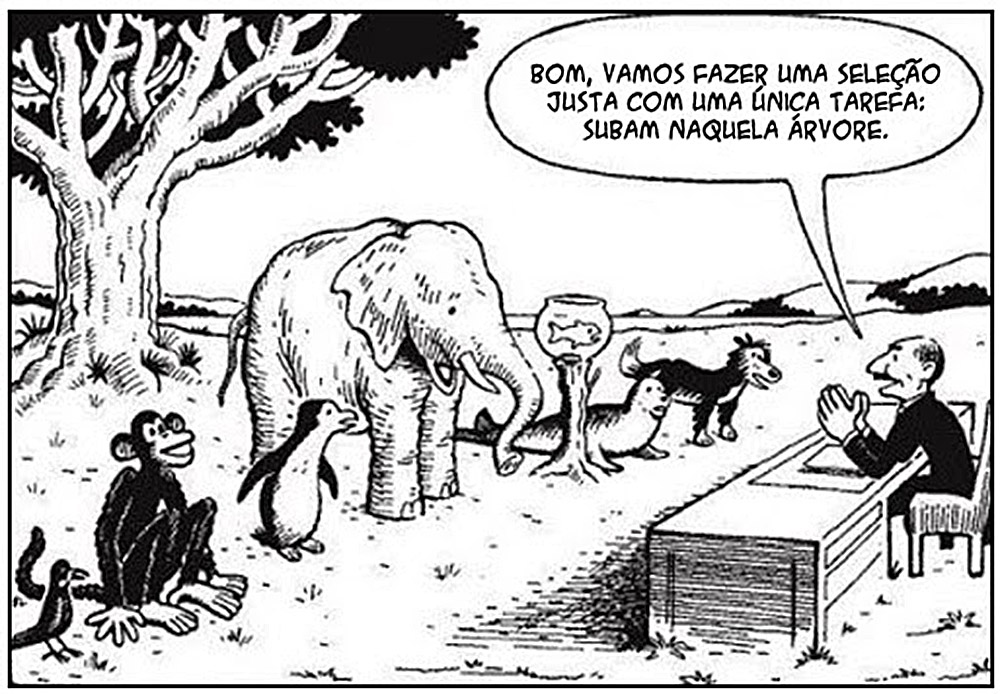 BOM, VAMOS FAZER UMA SELEÇÃO
JUSTA COM UMA ÚNICA TAREFA:
SUBAM NAQUELA ÁRVORE.